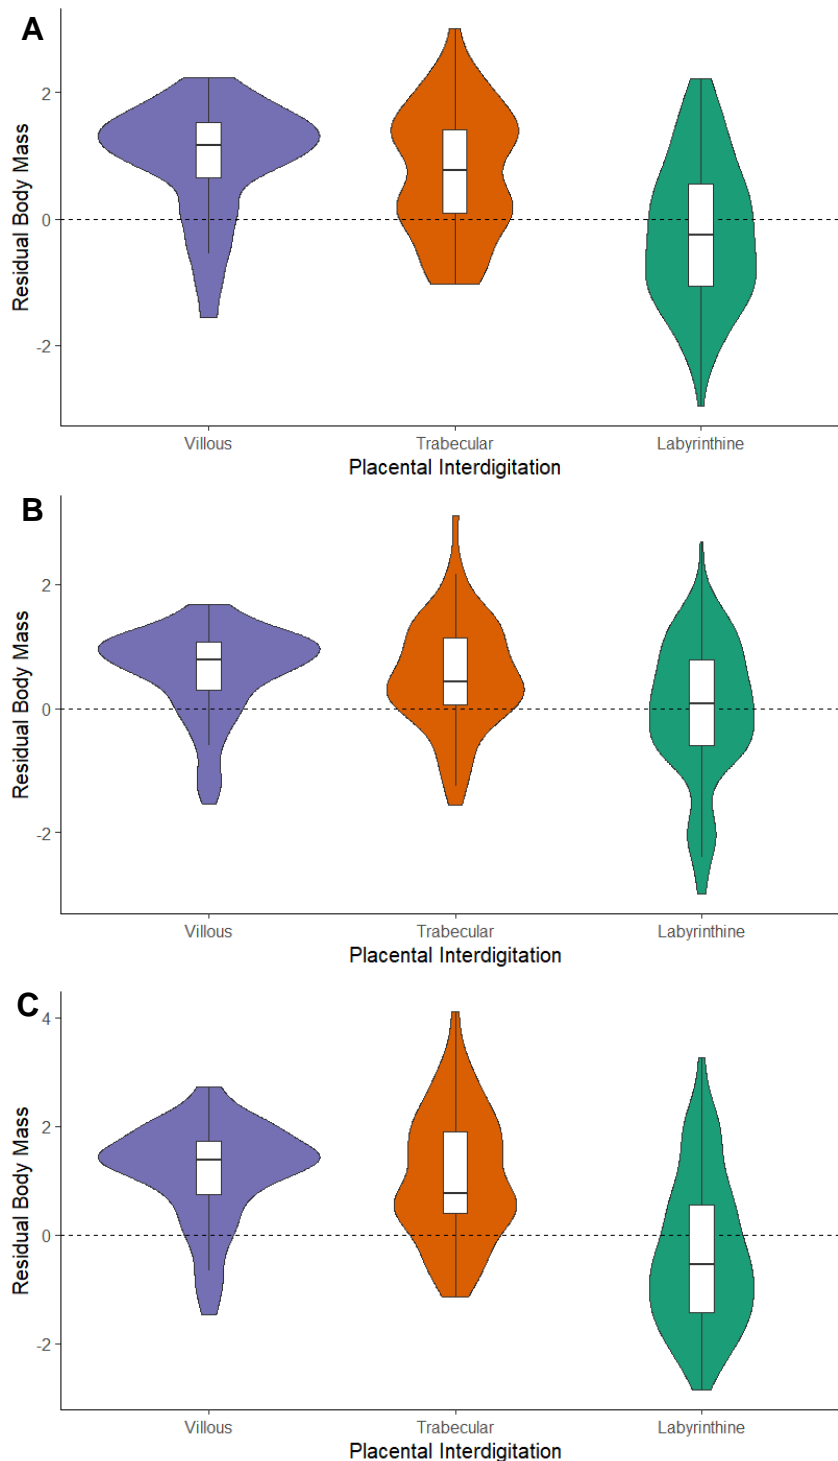 A
Residual Body Mass
2
0
-2
Villous Trabecular Labyrinthine
Placental Interdigitation
B
Residual Body Mass
2
0
-2
Villous Trabecular Labyrinthine
Placental Interdigitation
C
Residual Body Mass
4
2
0
-2
Villous Trabecular Labyrinthine
Placental Interdigitation